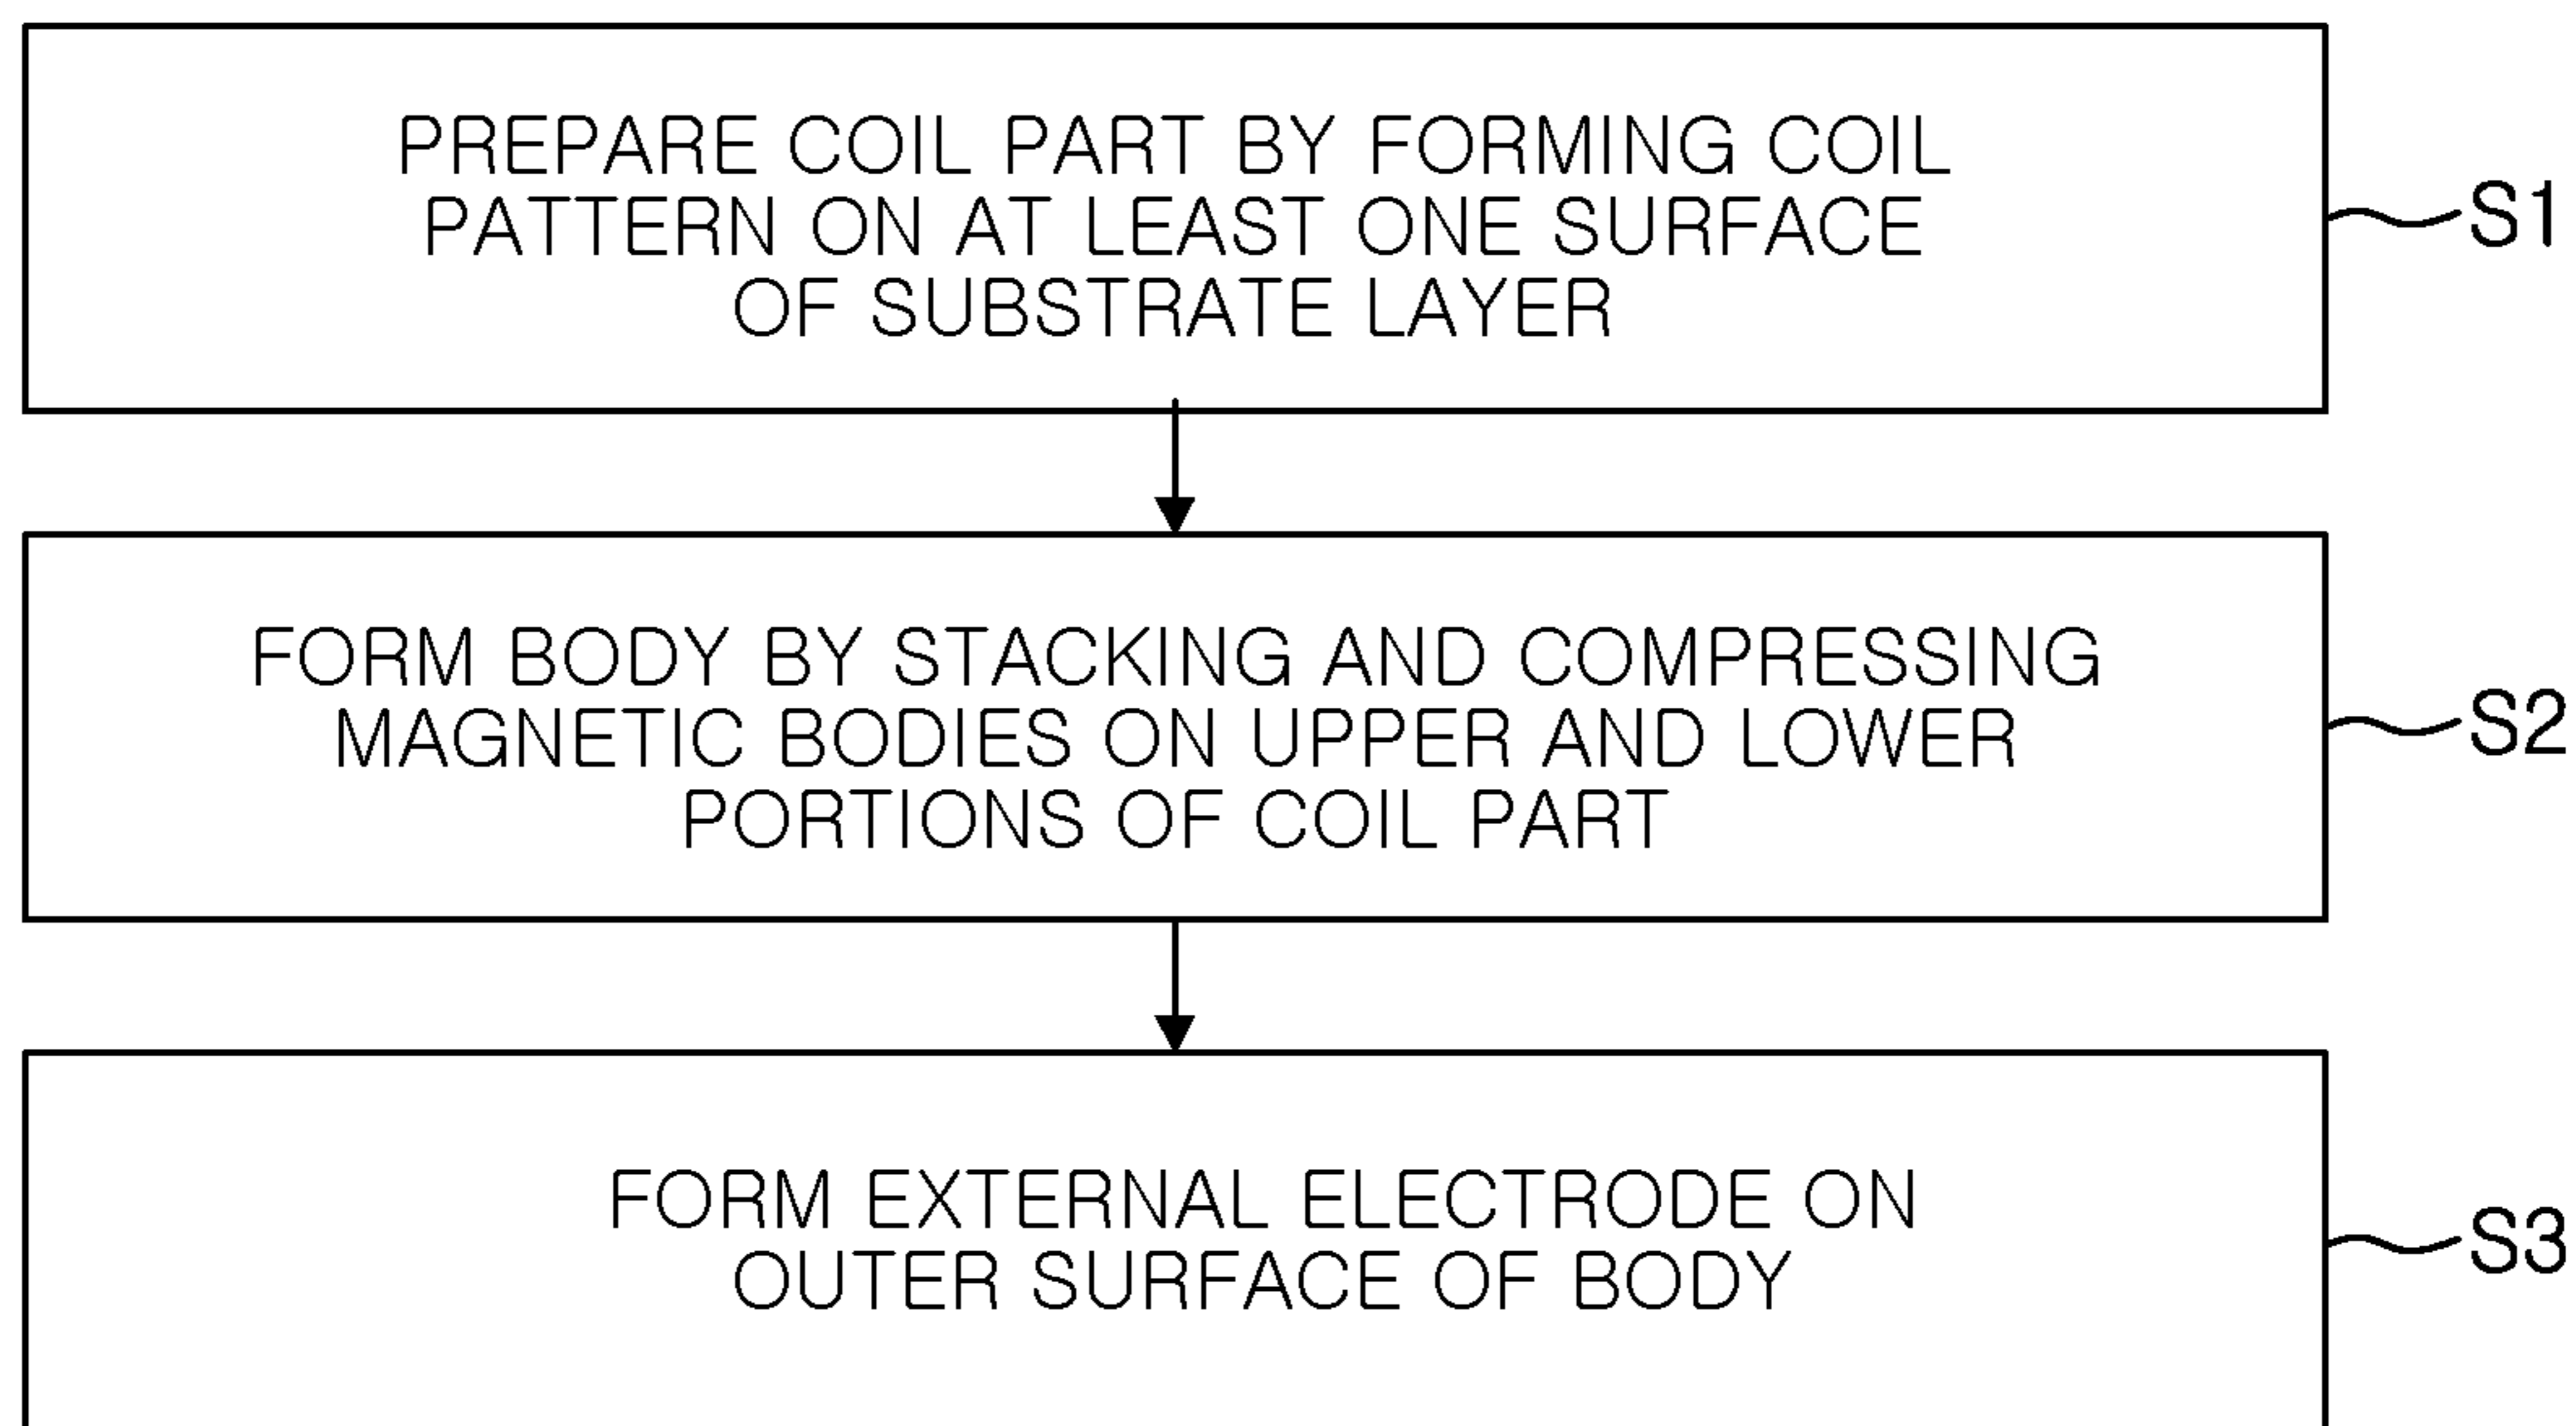 PREPARE COIL PART BY FORMING COIL
PATTERN ON AT LEAST ONE SURFACE
OF SUBSTRATE LAYER
S1
FORM BODY BY STACKING AND COMPRESSING
MAGNETIC BODIES ON UPPER AND LOWER
PORTIONS OF COIL PART
S2
FORM EXTERNAL ELECTRODE ON
OUTER SURFACE OF BODY
S3